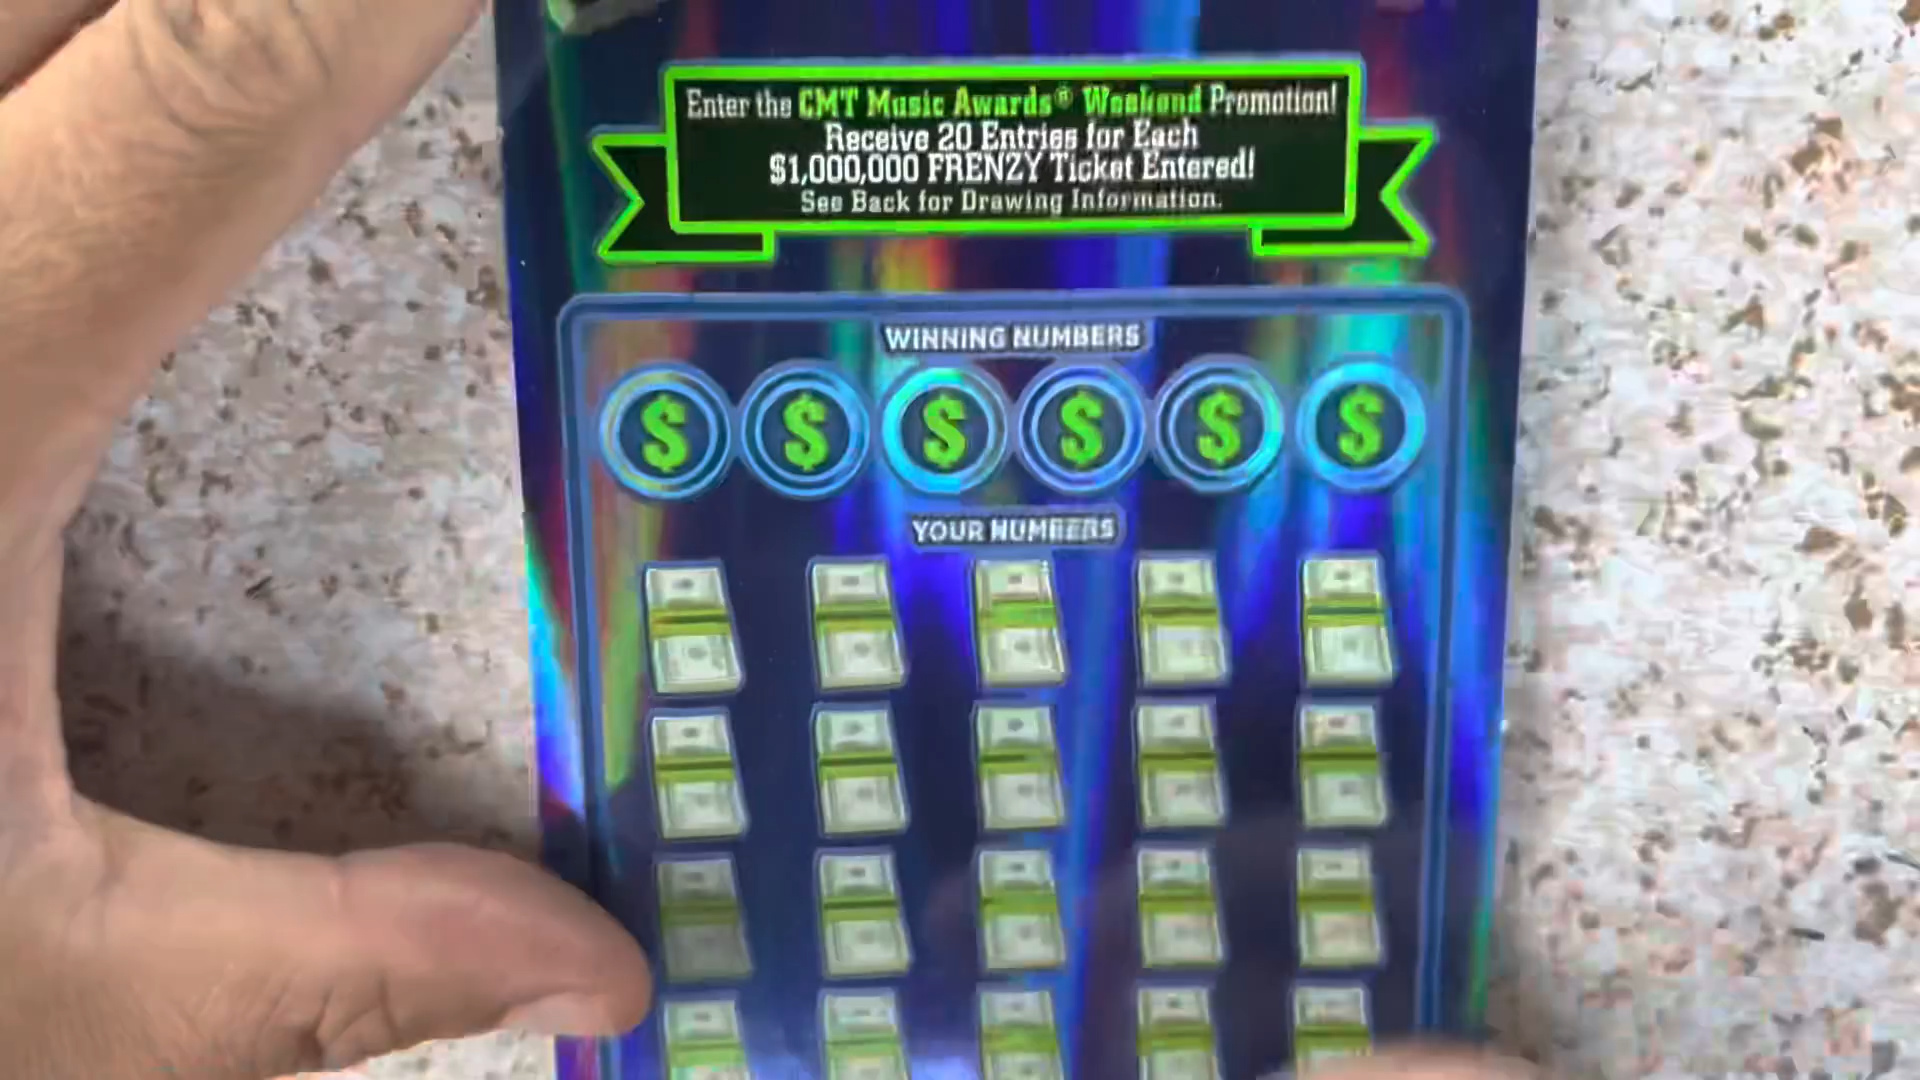 Enter the CMT Music Awards® Weekend Promotion!
Receive 20 Entries for Each
$1,000,000 FRENZY Ticket Entered!
See Back for Drawing Information.
WINNING NUMBERS
$ $ $ $ $ $
YOUR NUMBERS